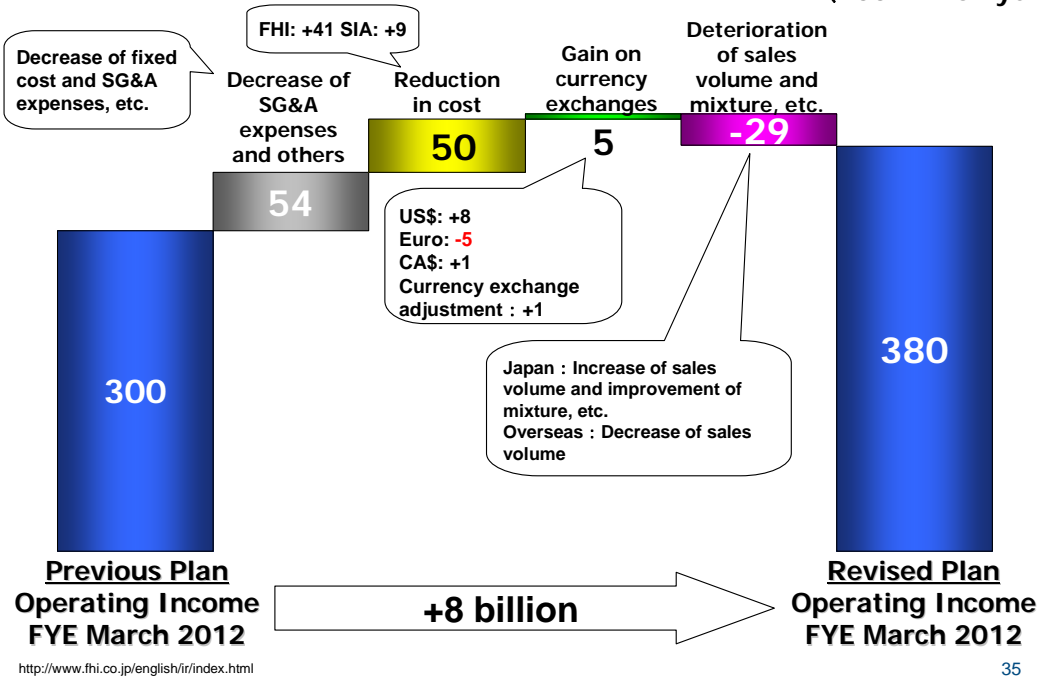 FHI: +41 SIA: +9
Decrease of fixed
cost and SG&A
expenses, etc.
Decrease of
SG&A
expenses
and others
Reduction
in cost
Gain on
currency
exchanges
Deterioration
of sales
volume and
mixture, etc.
54
50
5
-29
US$: +8
Euro: -5
CA$: +1
Currency exchange
adjustment : +1
Japan : Increase of sales
volume and improvement of
mixture, etc.
Overseas : Decrease of sales
volume
300
380
Previous Plan
Operating Income
FYE March 2012
+8 billion
Revised Plan
Operating Income
FYE March 2012
http://www.fhi.co.jp/english/ir/index.html
35